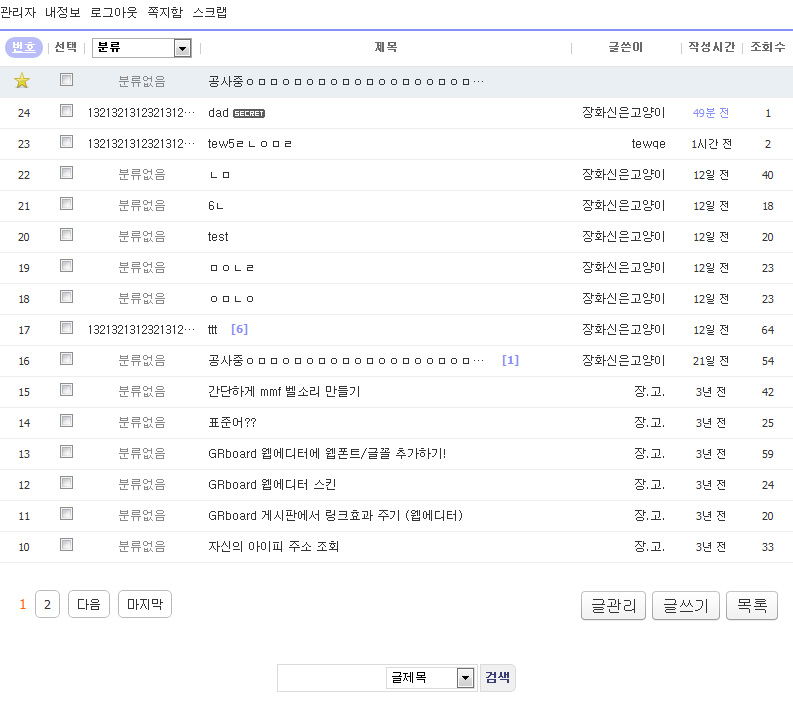 관리자 내정보 로그아웃 쪽지함 스크랩
번호 선택 분류 제목 글쓴이 작성시간 조회수
분류없음 공사중ㅇㅁㅁㅁㅁㅁㅁㅁㅁㅁㅁㅁㅁㅁㅁㅁㅁㅁㅁ…
24 1321321312321312… dad SECRET 장화신은고양이 49분 전 1
23 1321321312321312… tew5ㄹㄴㅇㅁㄹ tewqe 1시간 전 2
22 분류없음 ㄴㅁ 장화신은고양이 12일 전 40
21 분류없음 6ㄴ 장화신은고양이 12일 전 18
20 분류없음 test 장화신은고양이 12일 전 20
19 분류없음 ㅁㅇㄴㄹ 장화신은고양이 12일 전 23
18 분류없음 ㅇㅁㄴㅇ 장화신은고양이 12일 전 23
17 1321321312321312… ttt [6] 장화신은고양이 12일 전 64
16 분류없음 공사중ㅇㅁㅁㅁㅁㅁㅁㅁㅁㅁㅁㅁㅁㅁㅁㅁㅁㅁㅁ… [1] 장화신은고양이 21일 전 54
15 분류없음 간단하게 mmf 벨소리 만들기 장.고. 3년 전 42
14 분류없음 표준어?? 장.고. 3년 전 25
13 분류없음 GRboard 웹에디터에 웹폰트/글꼴 추가하기! 장.고. 3년 전 59
12 분류없음 GRboard 웹에디터 스킨 장.고. 3년 전 24
11 분류없음 GRboard 게시판에서 링크효과 주기 (웹에디터) 장.고. 3년 전 20
10 분류없음 자신의 아이피 주소 조회 장.고. 3년 전 33
1 2 다음 마지막 글관리 글쓰기 목록
글제목 검색